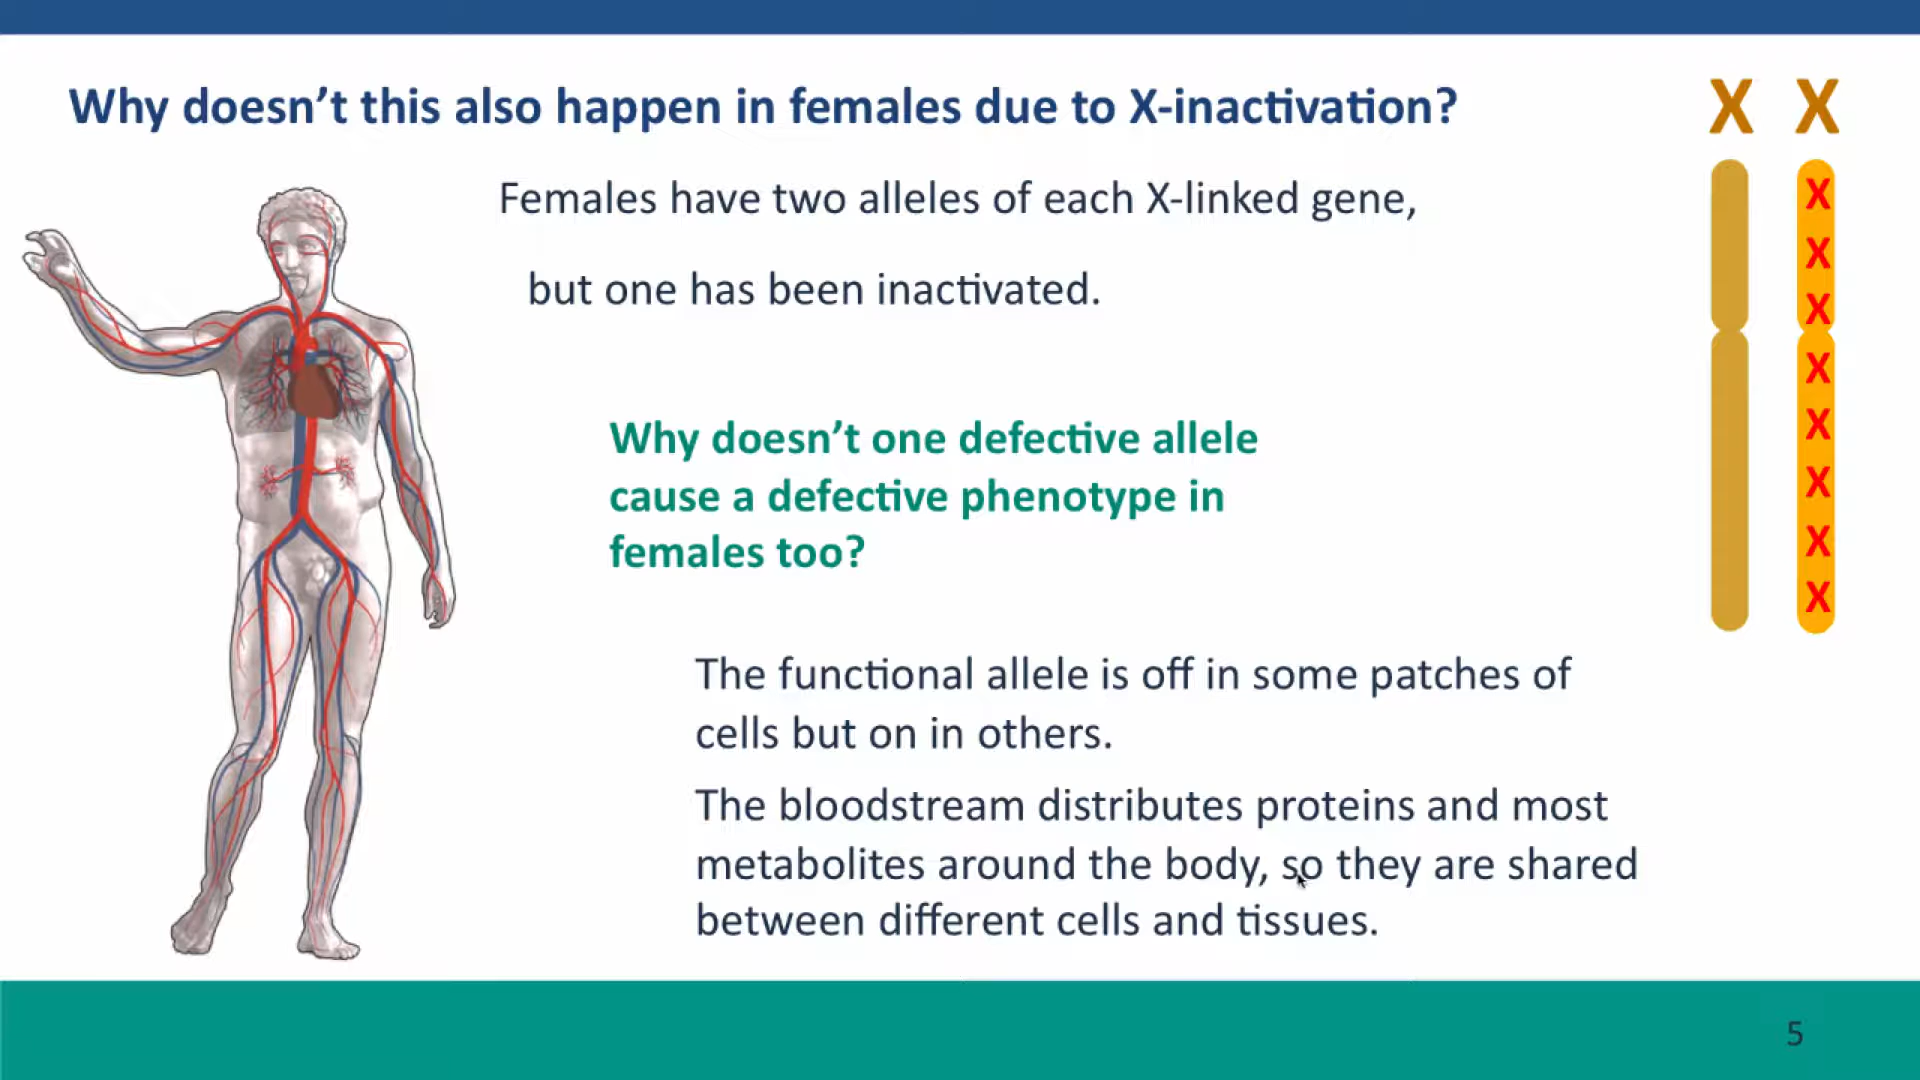 Why doesn't this also happen in females due to X-inactivation?
X X
Females have two alleles of each X-linked gene,
but one has been inactivated.
X
X
X
X
X
X
X
X
Why doesn't one defective allele
cause a defective phenotype in
females too?
The functional allele is off in some patches of
cells but on in others.
The bloodstream distributes proteins and most
metabolites around the body, so they are shared
between different cells and tissues.
5